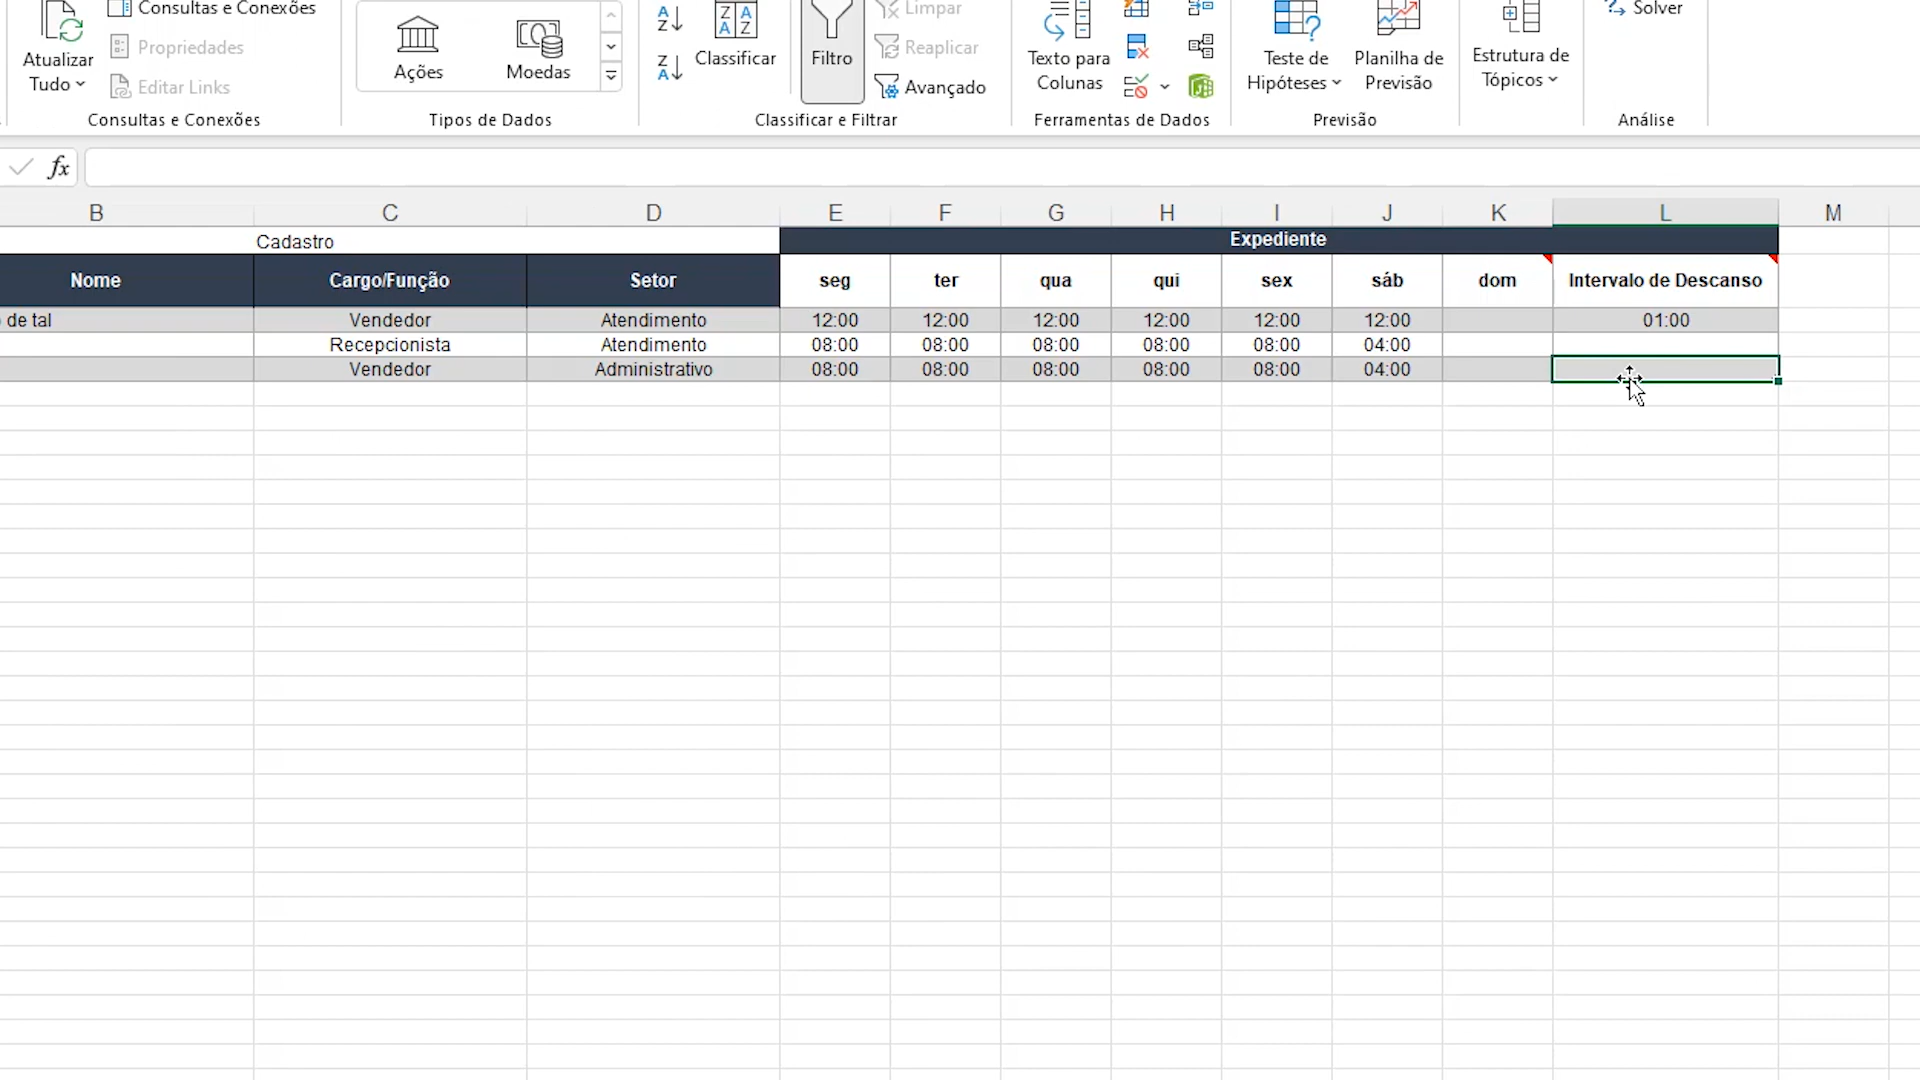 Consultas e Conexões
Atualizar
Tudo
Propriedades
Editar Links
Consultas e Conexões
Ações
Moedas
Tipos de Dados
Classificar
Filtro
Limpar
Reaplicar
Avançado
Classificar e Filtrar
Texto para
Colunas
Ferramentas de Dados
Teste de
Hipóteses
Planilha de
Previsão
Previsão
Estrutura de
Tópicos
Solver
Análise
fx
B C D E F G H I J K L M
Cadastro Expediente
Nome Cargo/Função Setor seg ter qua qui sex sáb dom Intervalo de Descanso
de tal Vendedor Atendimento 12:00 12:00 12:00 12:00 12:00 12:00 01:00
Recepcionista Atendimento 08:00 08:00 08:00 08:00 08:00 04:00
Vendedor Administrativo 08:00 08:00 08:00 08:00 08:00 04:00